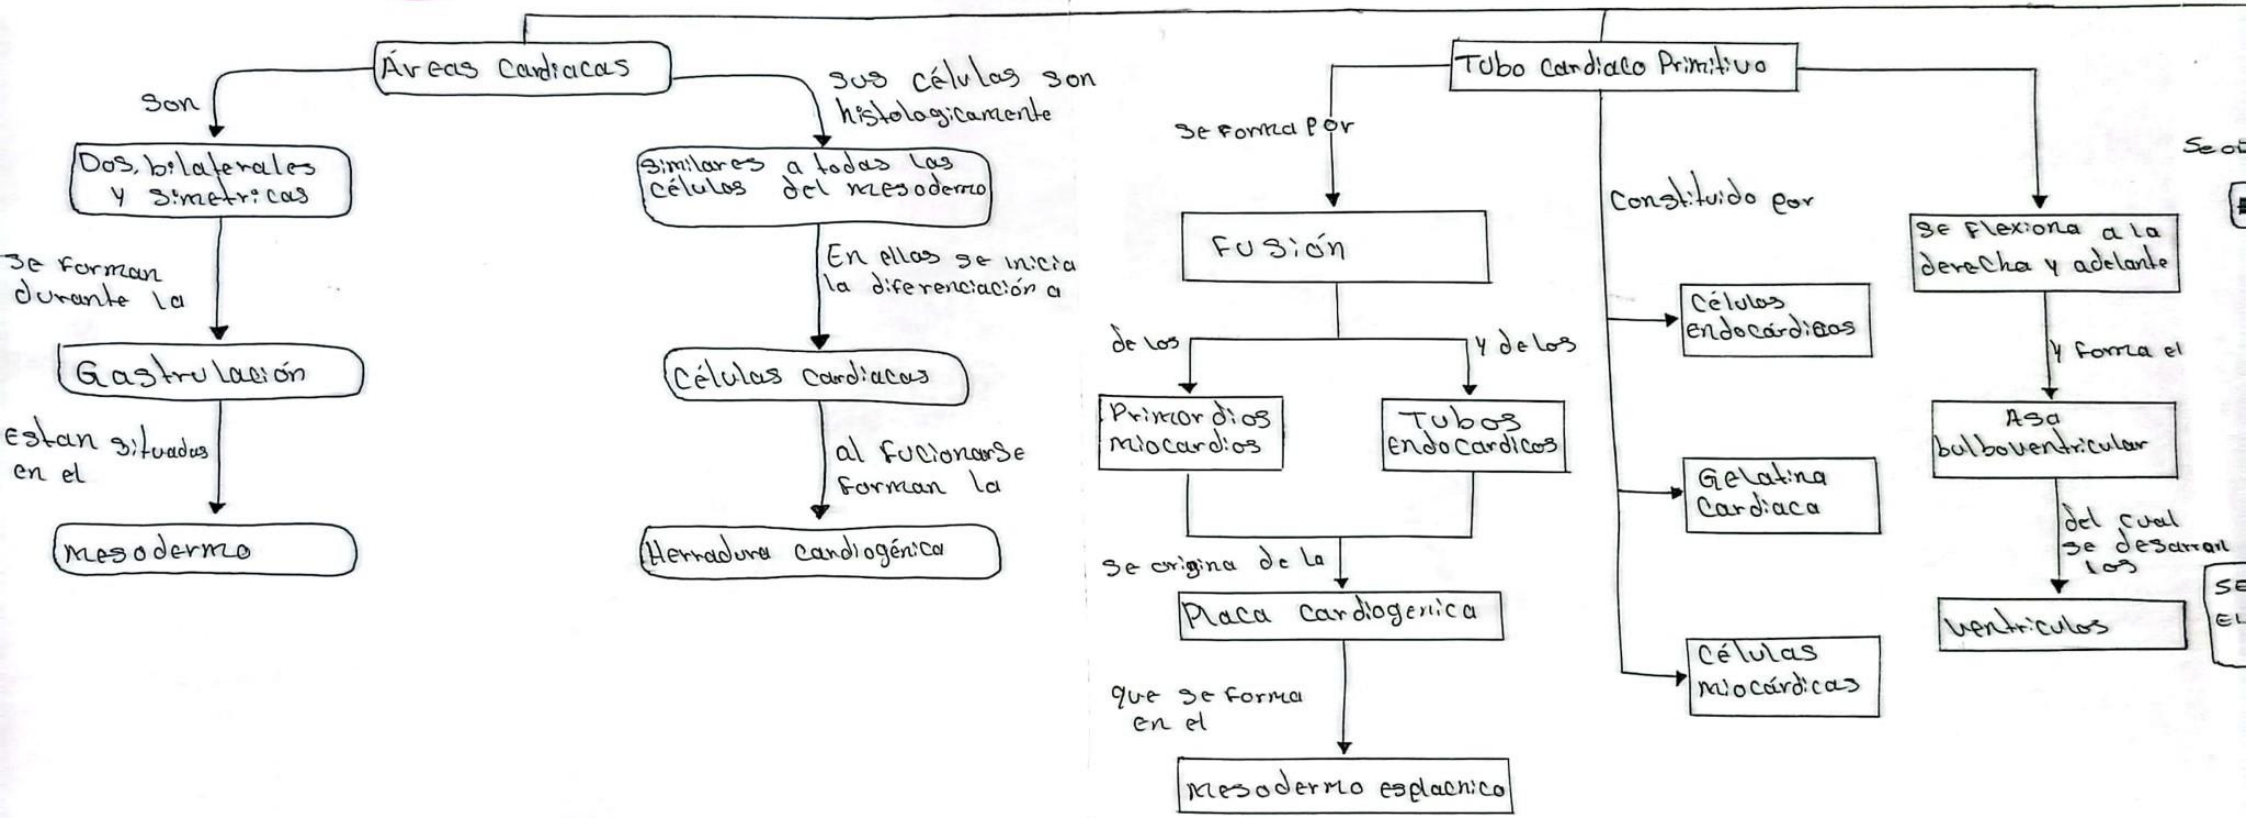 Áreas Cardiacas
Son
Dos, bilaterales
y simetricas
se forman
durante la
Gastrulación
Estan situadas
en el
mesodermo
sus células son
histologicamente
Similares a todas las
células del mesodermo
En ellas se inicia
la diferenciación a
Células cardiacas
al fucionarse
forman la
Herradura cardiogénica
Tubo cardiaco Primitivo
se forma por
Fusión
de los
y de los
Primordios
miocardios
Tubos
endocardicos
se origina de la
Placa cardiogenica
que se forma
en el
mesodermo esplacnico
Constituido por
Células
endocárdicas
Gelatina
Cardiaca
Células
miocárdicas
se flexiona a la
derecha y adelante
y forma el
Asa
bulboventricular
del cual
se desarran
los
ventriculos
Se
SE
EL